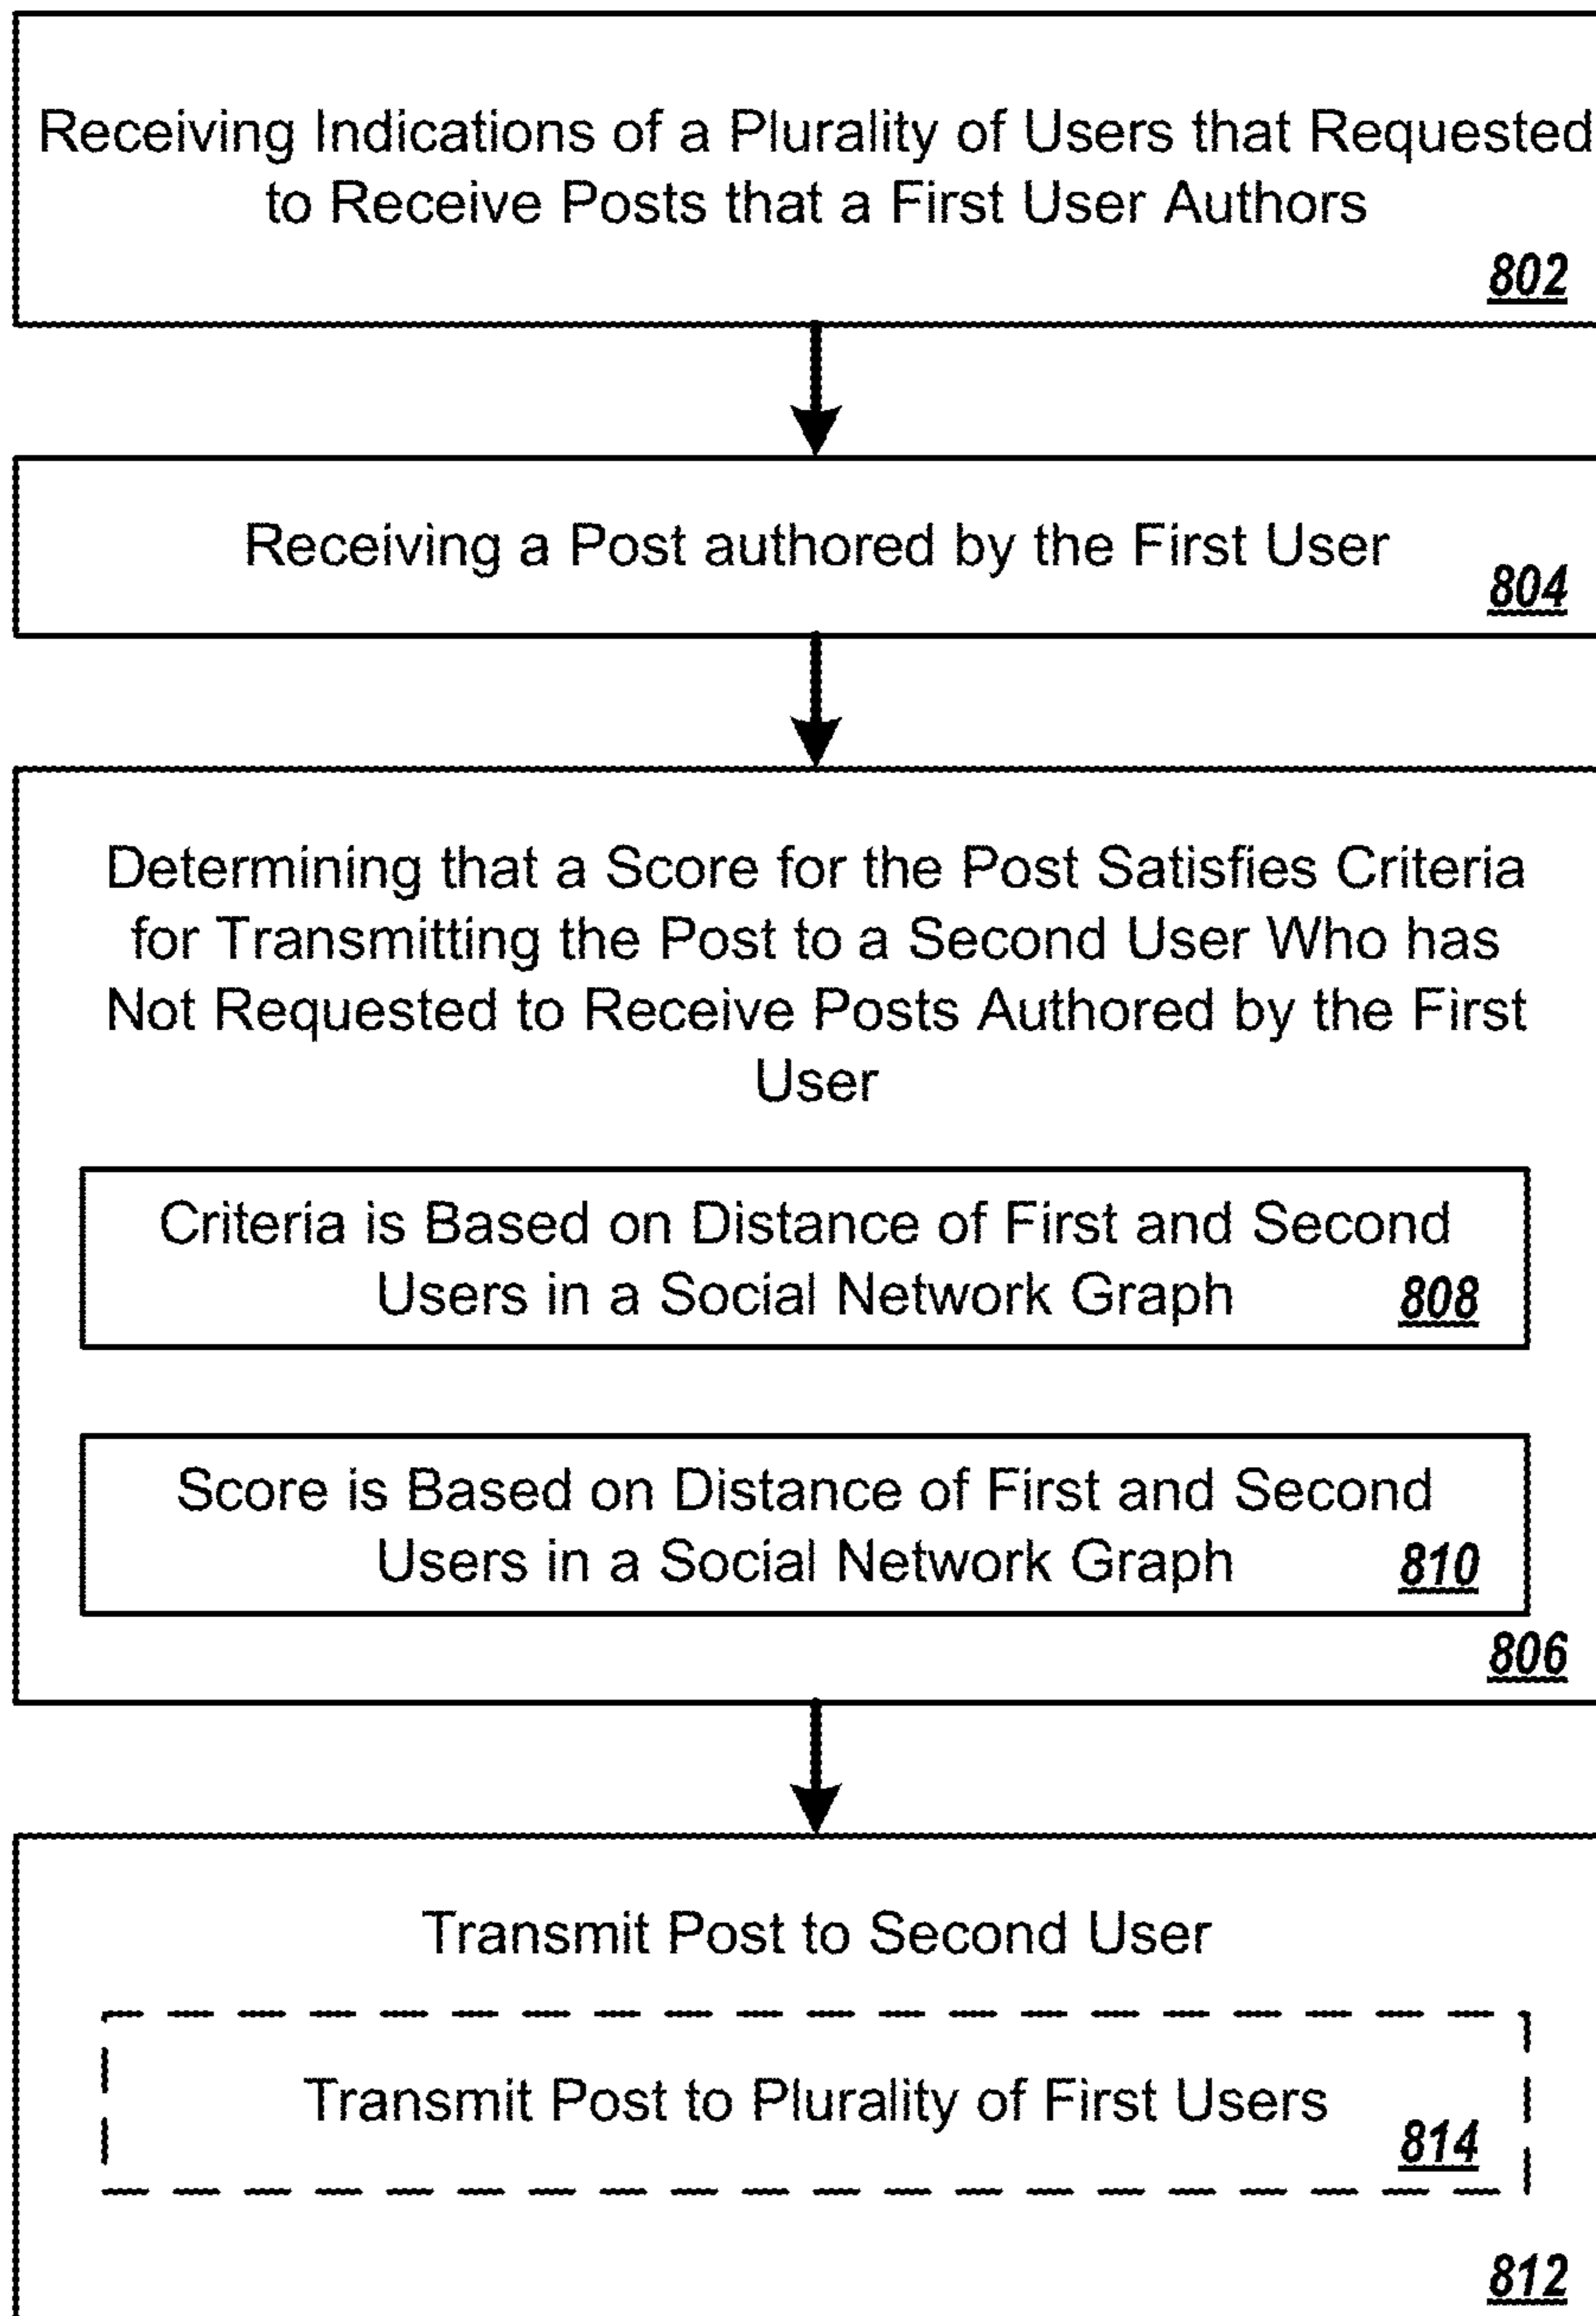 Receiving Indications of a Plurality of Users that Requested
to Receive Posts that a First User Authors
802
Receiving a Post authored by the First User
804
Determining that a Score for the Post Satisfies Criteria
for Transmitting the Post to a Second User Who has
Not Requested to Receive Posts Authored by the First
User
Criteria is Based on Distance of First and Second
Users in a Social Network Graph 808
Score is Based on Distance of First and Second
Users in a Social Network Graph 810
806
Transmit Post to Second User
Transmit Post to Plurality of First Users
814
812